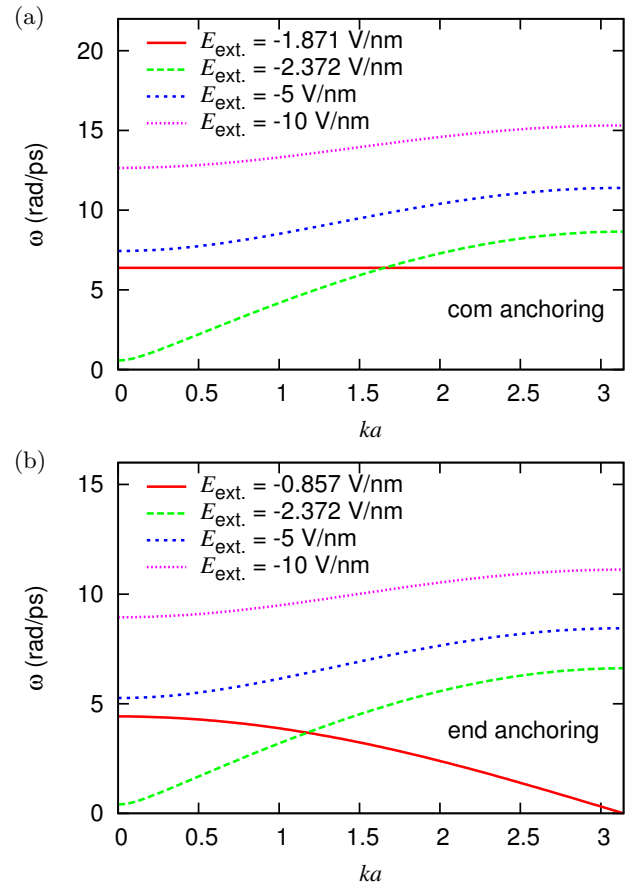 (a)
20
15
10
5
0
ω (rad/ps)
E_ext. = -1.871 V/nm
E_ext. = -2.372 V/nm
E_ext. = -5 V/nm
E_ext. = -10 V/nm
com anchoring
0 0.5 1 1.5 2 2.5 3
ka
(b)
15
10
5
0
ω (rad/ps)
E_ext. = -0.857 V/nm
E_ext. = -2.372 V/nm
E_ext. = -5 V/nm
E_ext. = -10 V/nm
end anchoring
0 0.5 1 1.5 2 2.5 3
ka